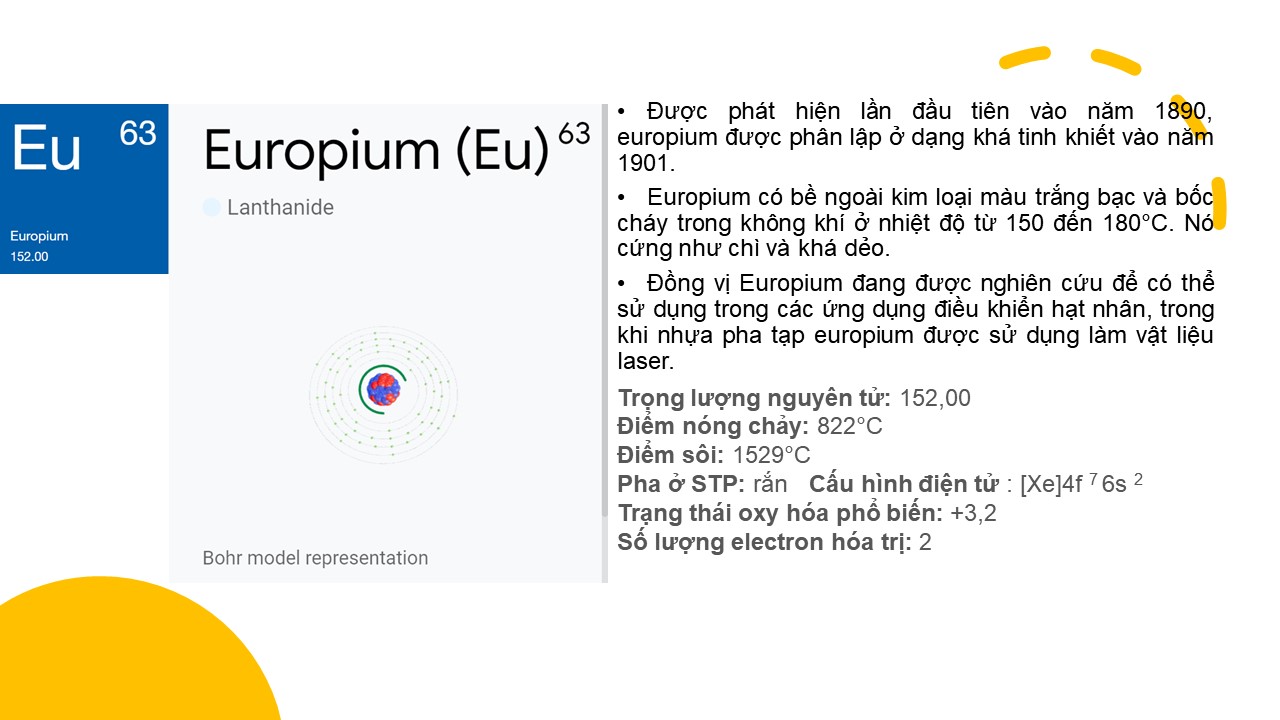 Eu 63
Europium
152.00
Europium (Eu) 63
Lanthanide
Bohr model representation
• Được phát hiện lần đầu tiên vào năm 1890,
europium được phân lập ở dạng khá tinh khiết vào năm
1901.
• Europium có bề ngoài kim loại màu trắng bạc và bốc
cháy trong không khí ở nhiệt độ từ 150 đến 180°C. Nó
cứng như chì và khá dẻo.
• Đồng vị Europium đang được nghiên cứu để có thể
sử dụng trong các ứng dụng điều khiển hạt nhân, trong
khi nhựa pha tạp europium được sử dụng làm vật liệu
laser.
Trọng lượng nguyên tử: 152,00
Điểm nóng chảy: 822°C
Điểm sôi: 1529°C
Pha ở STP: rắn Cấu hình điện tử : [Xe]4f 7 6s 2
Trạng thái oxy hóa phổ biến: +3,2
Số lượng electron hóa trị: 2